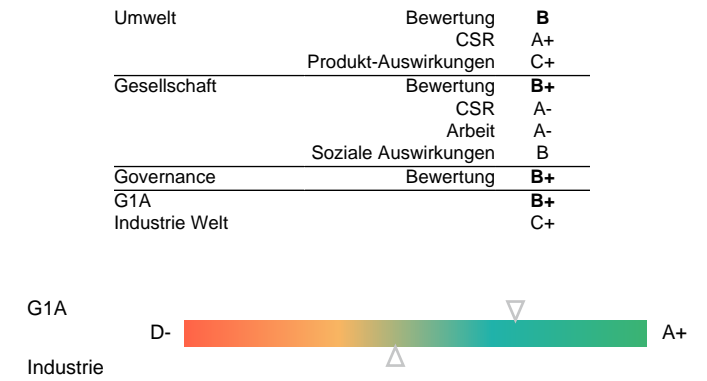 Umwelt Bewertung B
CSR A+
Produkt-Auswirkungen C+
Gesellschaft Bewertung B+
CSR A-
Arbeit A-
Soziale Auswirkungen B
Governance Bewertung B+
G1A B+
Industrie Welt C+
G1A
D- A+
Industrie